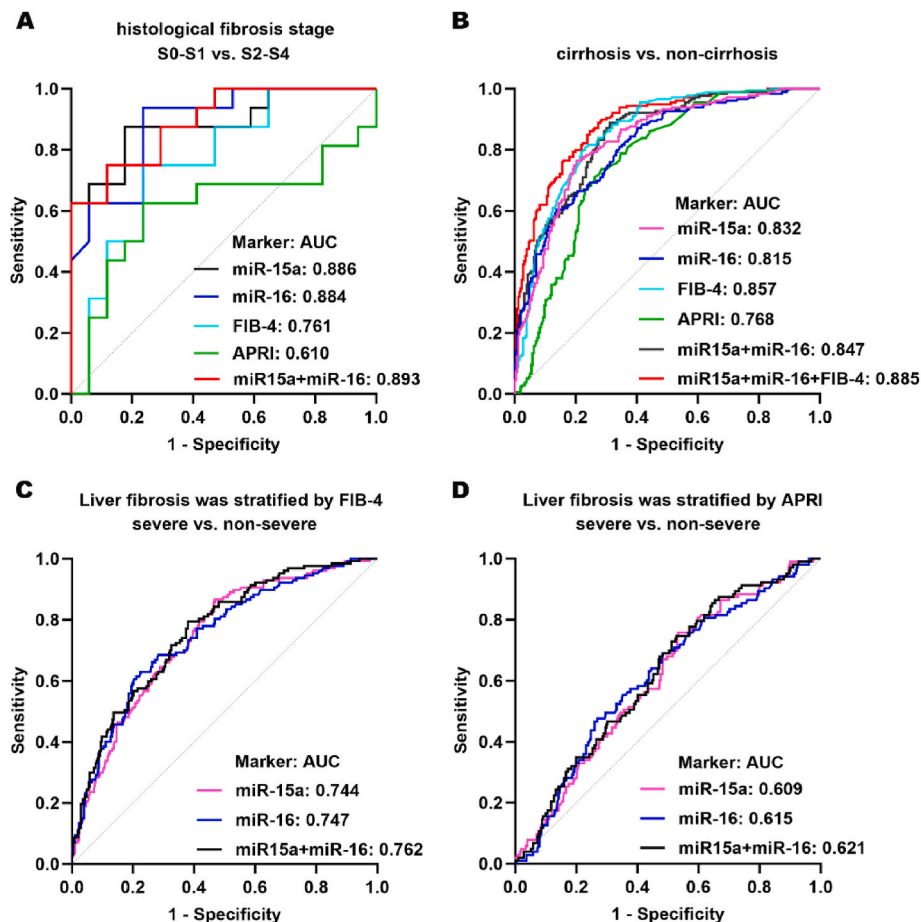 A
histological fibrosis stage
S0-S1 vs. S2-S4
1.0
0.8
0.6
0.4
0.2
0.0
Sensitivity
Marker: AUC
miR-15a: 0.886
miR-16: 0.884
FIB-4: 0.761
APRI: 0.610
miR15a+miR-16: 0.893
0.0 0.2 0.4 0.6 0.8 1.0
1 - Specificity
B
cirrhosis vs. non-cirrhosis
1.0
0.8
0.6
0.4
0.2
0.0
Sensitivity
Marker: AUC
miR-15a: 0.832
miR-16: 0.815
FIB-4: 0.857
APRI: 0.768
miR15a+miR-16: 0.847
miR15a+miR-16+FIB-4: 0.885
0.0 0.2 0.4 0.6 0.8 1.0
1 - Specificity
C
Liver fibrosis was stratified by FIB-4
severe vs. non-severe
1.0
0.8
0.6
0.4
0.2
0.0
Sensitivity
Marker: AUC
miR-15a: 0.744
miR-16: 0.747
miR15a+miR-16: 0.762
0.0 0.2 0.4 0.6 0.8 1.0
1 - Specificity
D
Liver fibrosis was stratified by APRI
severe vs. non-severe
1.0
0.8
0.6
0.4
0.2
0.0
Sensitivity
Marker: AUC
miR-15a: 0.609
miR-16: 0.615
miR15a+miR-16: 0.621
0.0 0.2 0.4 0.6 0.8 1.0
1 - Specificity